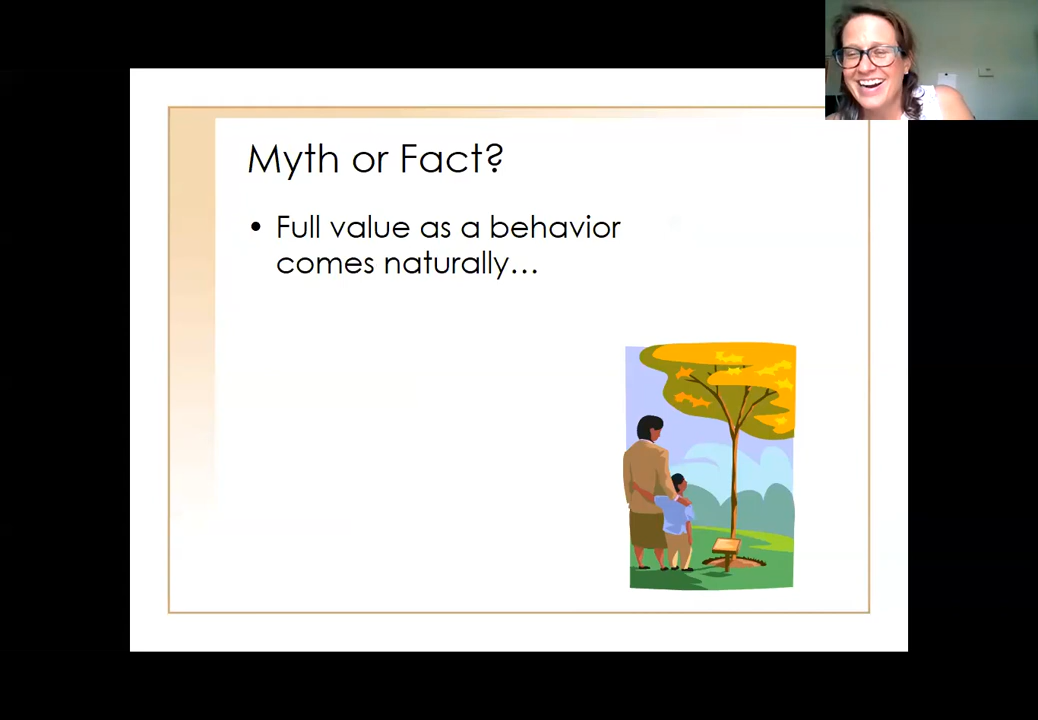 Myth or Fact?
• Full value as a behavior
comes naturally…